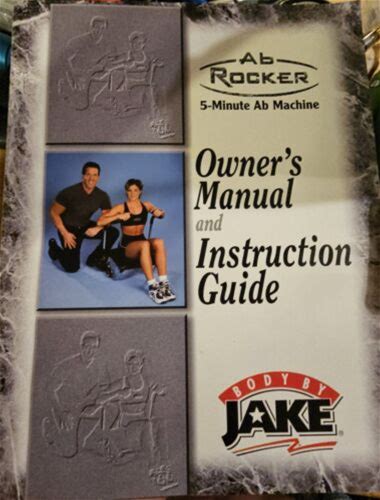 Ab
Rocker
5-Minute Ab Machine
Owner's
Manual
and
Instruction
Guide
BODY BY
JAKE®